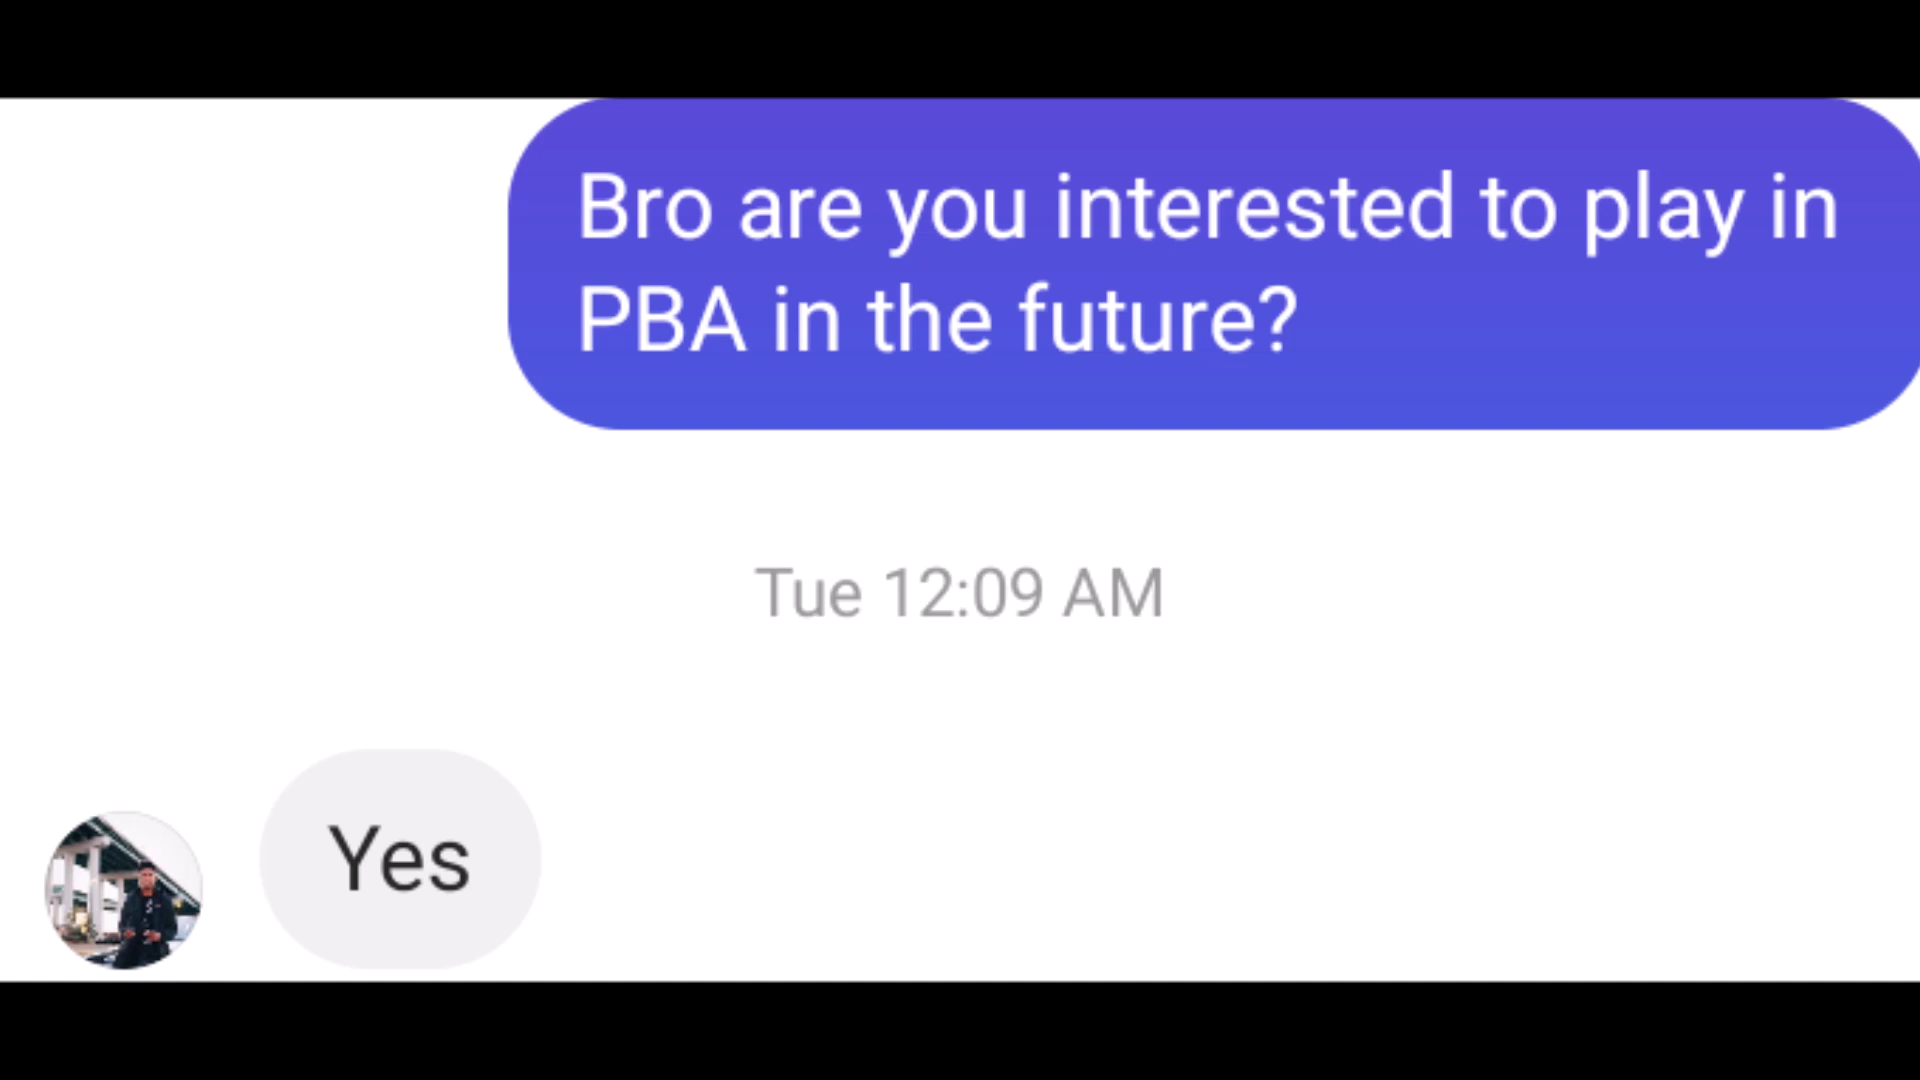 Bro are you interested to play in
PBA in the future?
Tue 12:09 AM
Yes